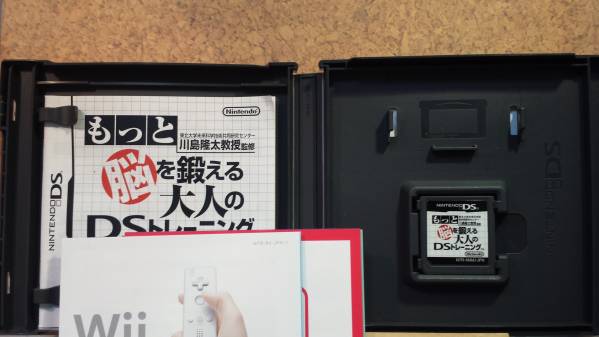 Nintendo
もっと
東北大学未来科学技術共同研究センター
川島隆太教授監修
脳を鍛える
大人の
DSトレーニング
NINTENDO DS
Wii
NINTENDO DS
もっと
脳を鍛える
大人の
DSトレーニング
Nintendo
NINTENDO DS